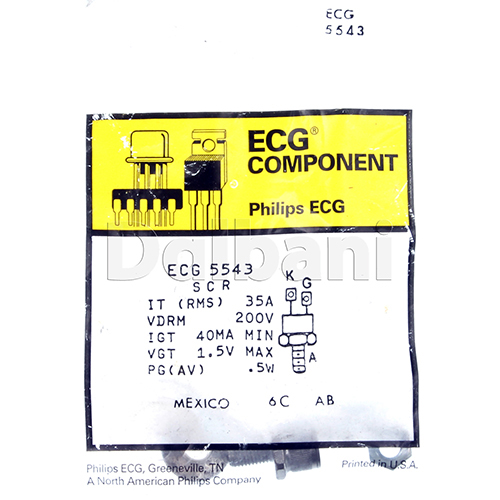 ECG
5543
ECG®
COMPONENT
Philips ECG
Dalbani
ECG 5543
SCR
IT (RMS) 35A
VDRM 200V
IGT 40MA MIN
VGT 1.5V MAX
PG(AV) .5W
K G
A
MEXICO 6C AB
Philips ECG, Greeneville, TN
A North American Philips Company
Printed in U.S.A.